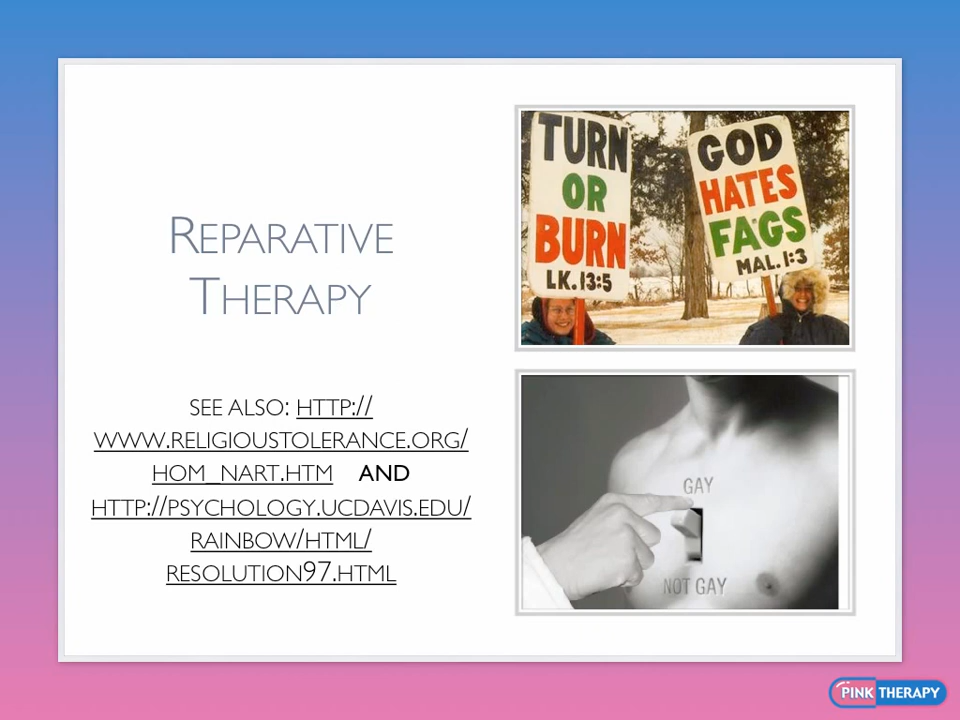 REPARATIVE
THERAPY
SEE ALSO: HTTP://
WWW.RELIGIOUSTOLERANCE.ORG/
HOM_NART.HTM AND
HTTP://PSYCHOLOGY.UCDAVIS.EDU/
RAINBOW/HTML/
RESOLUTION97.HTML
TURN
OR
BURN
LK.13:5
GOD
HATES
FAGS
MAL.1:3
GAY
NOT GAY
PINK THERAPY